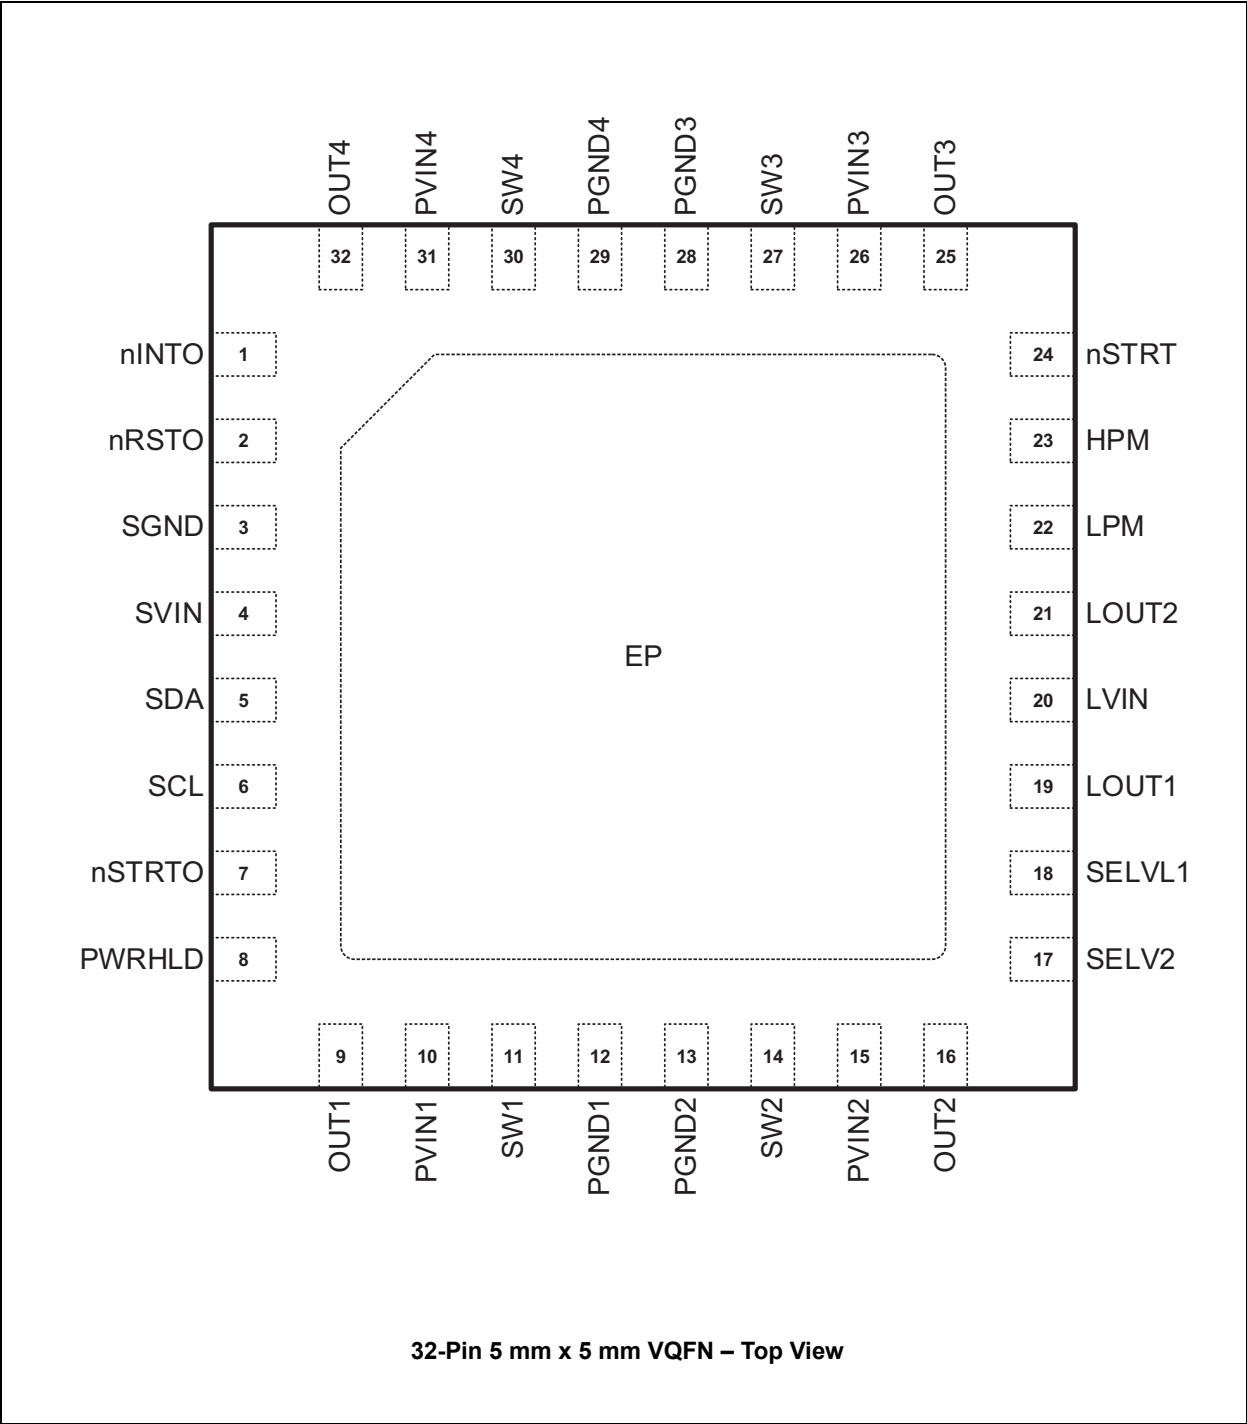 OUT4 PVIN4 SW4 PGND4 PGND3 SW3 PVIN3 OUT3
32 31 30 29 28 27 26 25
nINTO 1 24 nSTRT
nRSTO 2 23 HPM
SGND 3 22 LPM
SVIN 4 21 LOUT2
EP
SDA 5 20 LVIN
SCL 6 19 LOUT1
nSTRTO 7 18 SELVL1
PWRHLD 8 17 SELV2
9 10 11 12 13 14 15 16
OUT1 PVIN1 SW1 PGND1 PGND2 SW2 PVIN2 OUT2
32-Pin 5 mm x 5 mm VQFN – Top View